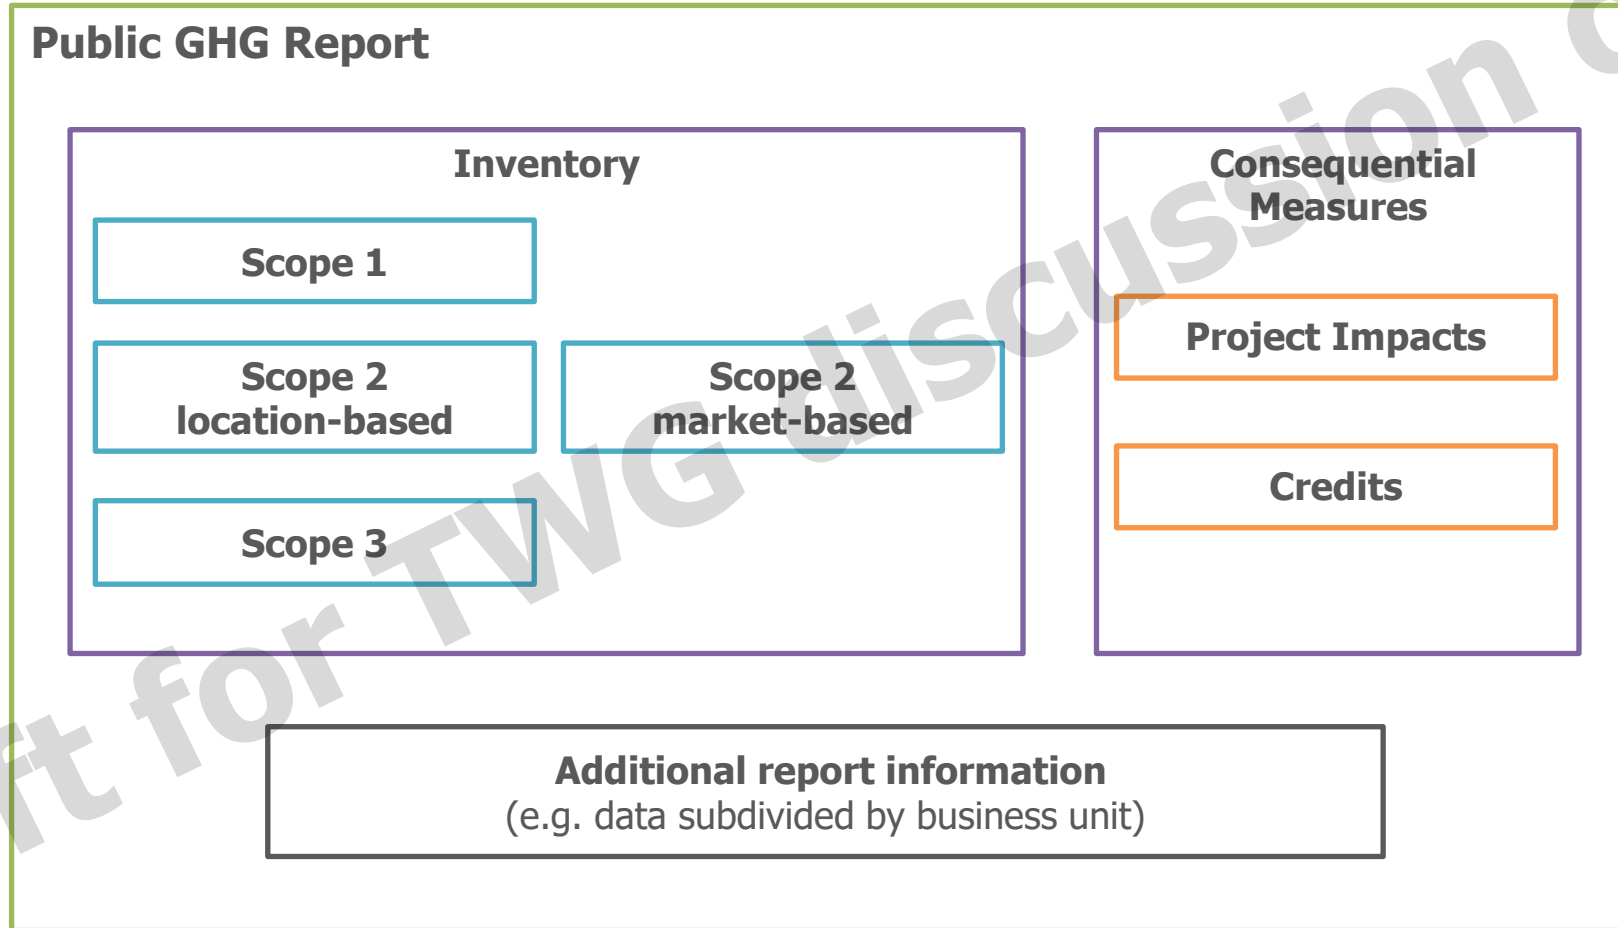 Public GHG Report
Inventory
Scope 1
Scope 2
location-based
Scope 2
market-based
Scope 3
Consequential
Measures
Project Impacts
Credits
Additional report information
(e.g. data subdivided by business unit)
for TWG discussion